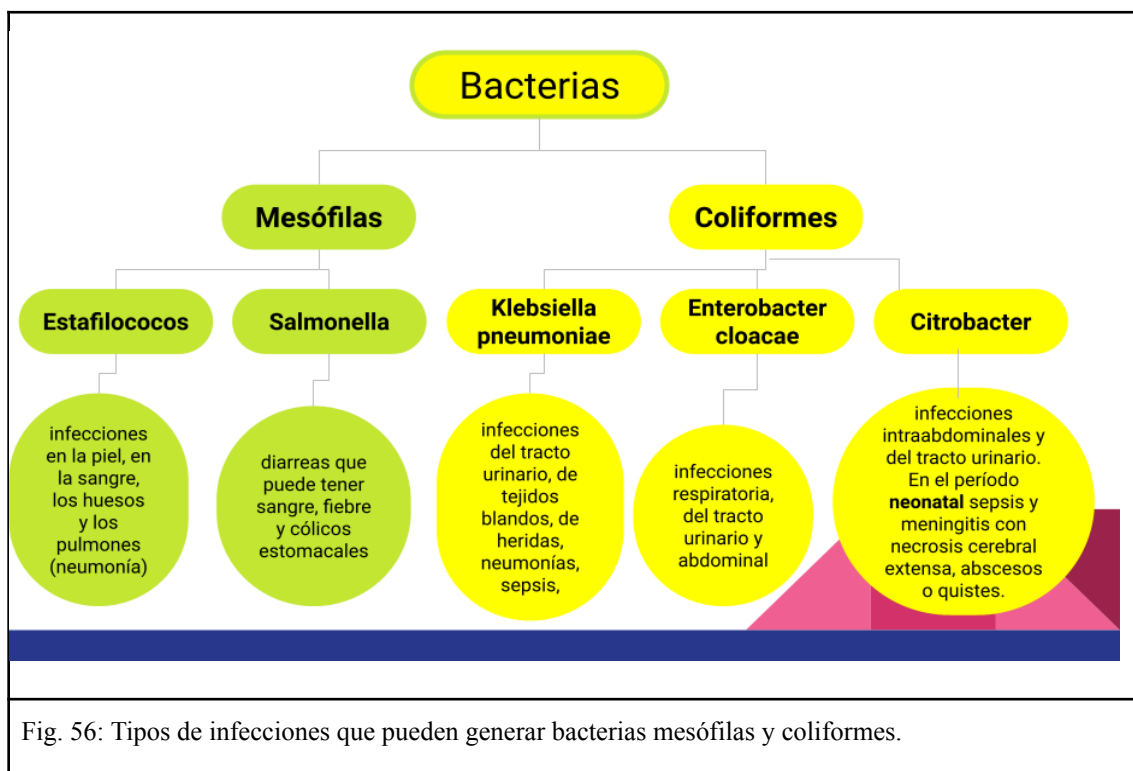 Bacterias
Mesófilas
Coliformes
Estafilococos
Salmonella
Klebsiella
pneumoniae
Enterobacter
cloacae
Citrobacter
infecciones
en la piel, en
la sangre,
los huesos
y los
pulmones
(neumonía)
diarreas que
puede tener
sangre, fiebre
y cólicos
estomacales
infecciones
del tracto
urinario, de
tejidos
blandos, de
heridas,
neumonías,
sepsis,
infecciones
respiratoria,
del tracto
urinario y
abdominal
infecciones
intraabdominales y
del tracto urinario.
En el período
neonatal sepsis y
meningitis con
necrosis cerebral
extensa, abscesos
o quistes.
Fig. 56: Tipos de infecciones que pueden generar bacterias mesófilas y coliformes.